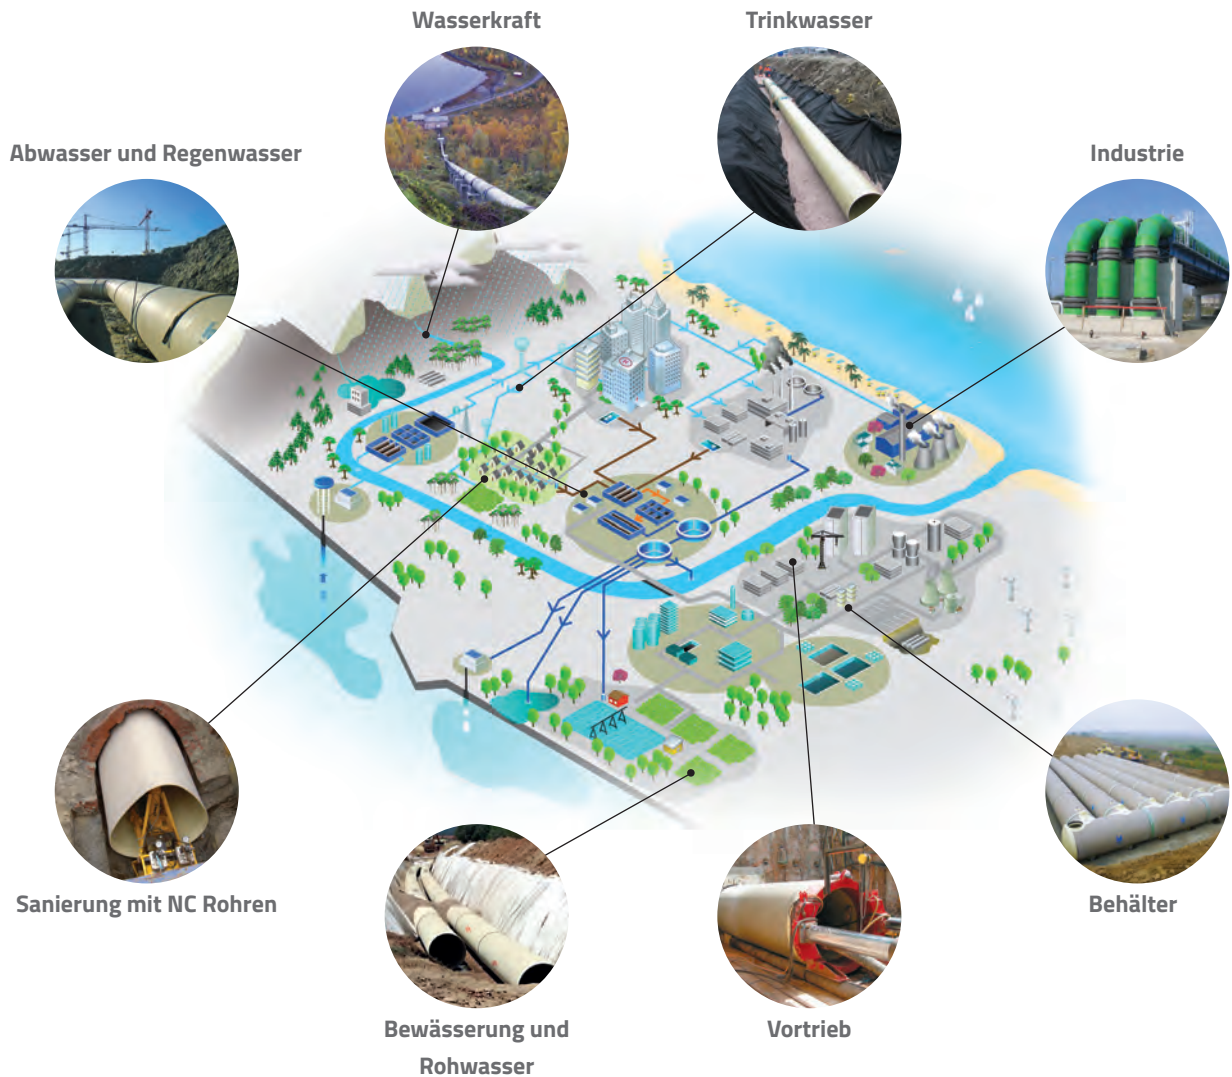 Wasserkraft
Trinkwasser
Abwasser und Regenwasser
Industrie
Sanierung mit NC Rohren
Behälter
Bewässerung und
Rohwasser
Vortrieb